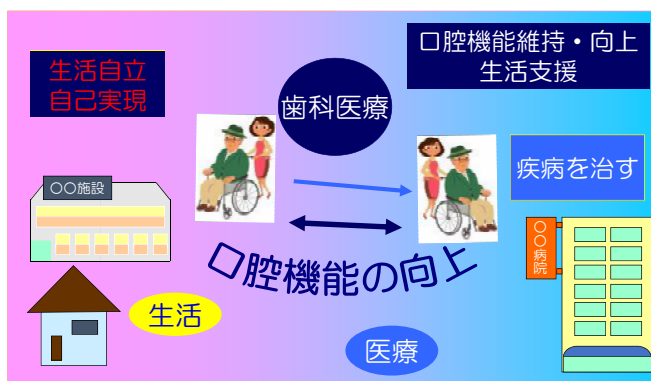 生活自立
自己実現
口腔機能維持・向上
生活支援
歯科医療
疾病を治す
〇〇施設
〇〇病院
口腔機能の向上
生活
医療